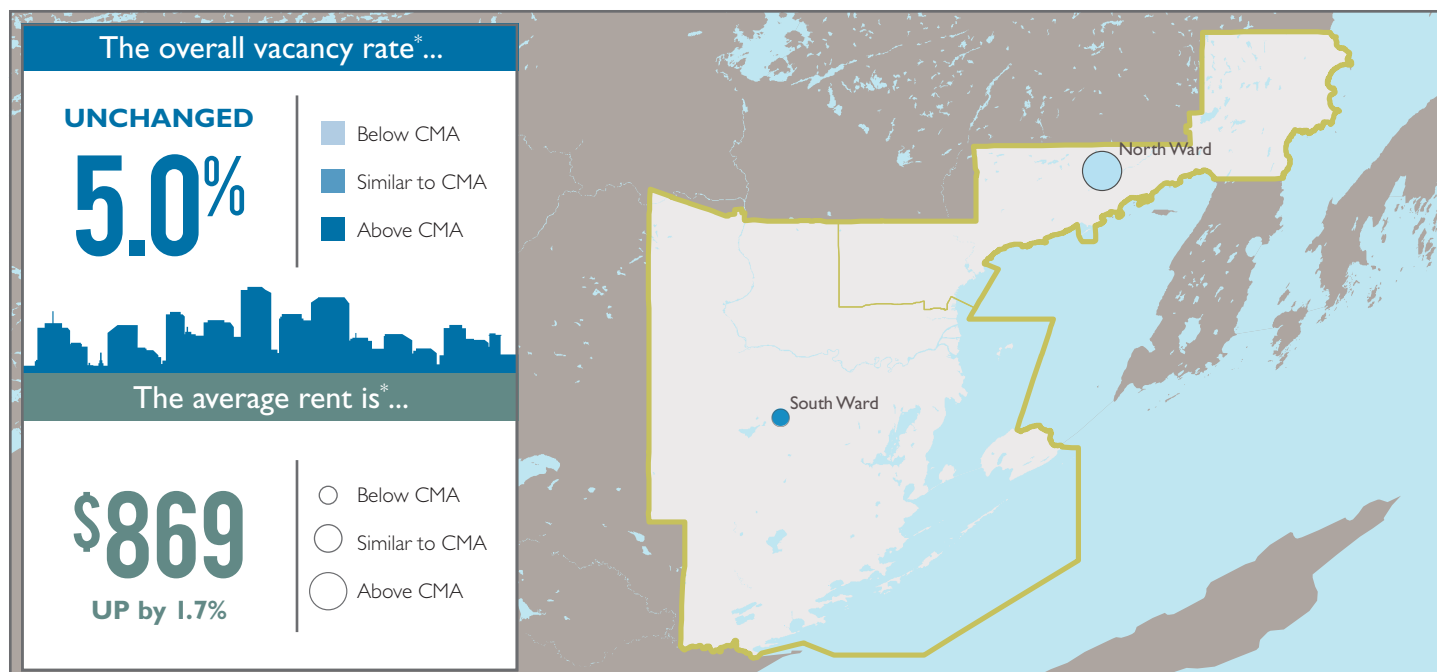 The overall vacancy rate*...
UNCHANGED
5.0%
Below CMA
Similar to CMA
Above CMA
The average rent is*...
$869
UP by 1.7%
Below CMA
Similar to CMA
Above CMA
North Ward
South Ward